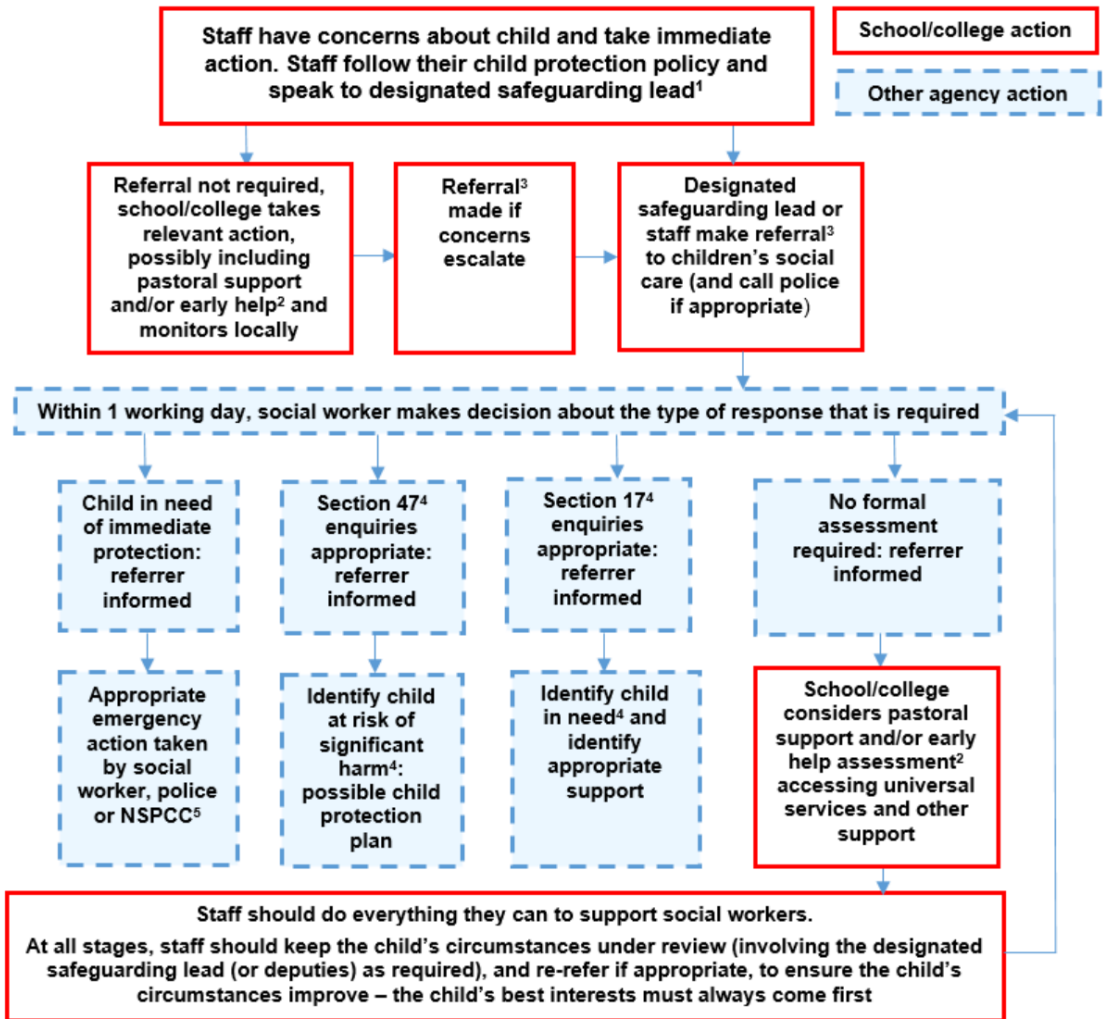 Staff have concerns about child and take immediate
action. Staff follow their child protection policy and
speak to designated safeguarding lead¹
School/college action
Other agency action
Referral not required,
school/college takes
relevant action,
possibly including
pastoral support
and/or early help² and
monitors locally
Referral³
made if
concerns
escalate
Designated
safeguarding lead or
staff make referral³
to children’s social
care (and call police
if appropriate)
Within 1 working day, social worker makes decision about the type of response that is required
Child in need
of immediate
protection:
referrer
informed
Section 47⁴
enquiries
appropriate:
referrer
informed
Section 17⁴
enquiries
appropriate:
referrer
informed
No formal
assessment
required: referrer
informed
Appropriate
emergency
action taken
by social
worker, police
or NSPCC⁵
Identify child
at risk of
significant
harm⁴:
possible child
protection
plan
Identify child
in need⁴ and
identify
appropriate
support
School/college
considers pastoral
support and/or early
help assessment²
accessing universal
services and other
support
Staff should do everything they can to support social workers.
At all stages, staff should keep the child’s circumstances under review (involving the designated
safeguarding lead (or deputies) as required), and re-refer if appropriate, to ensure the child’s
circumstances improve – the child’s best interests must always come first